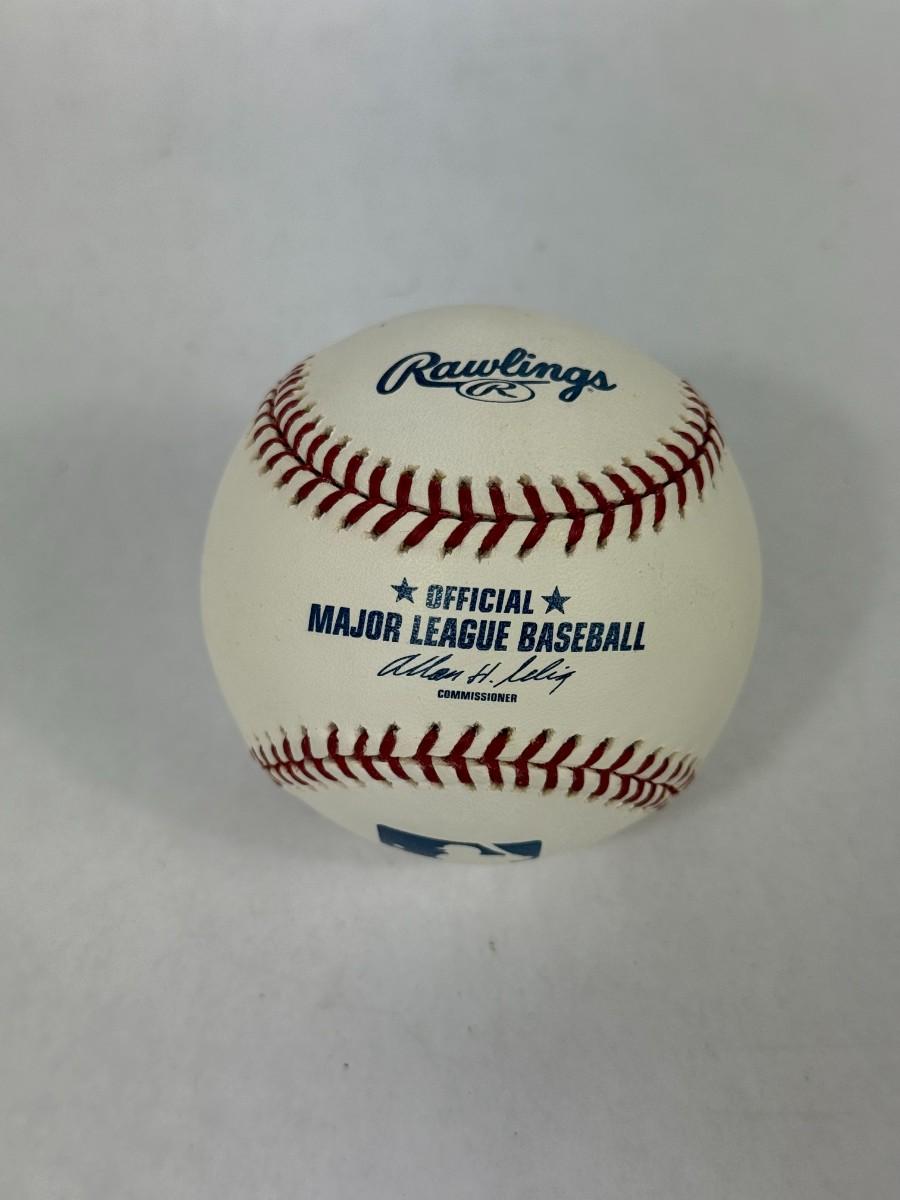 Rawlings
R
OFFICIAL
MAJOR LEAGUE BASEBALL
Allan H. Selig
COMMISSIONER